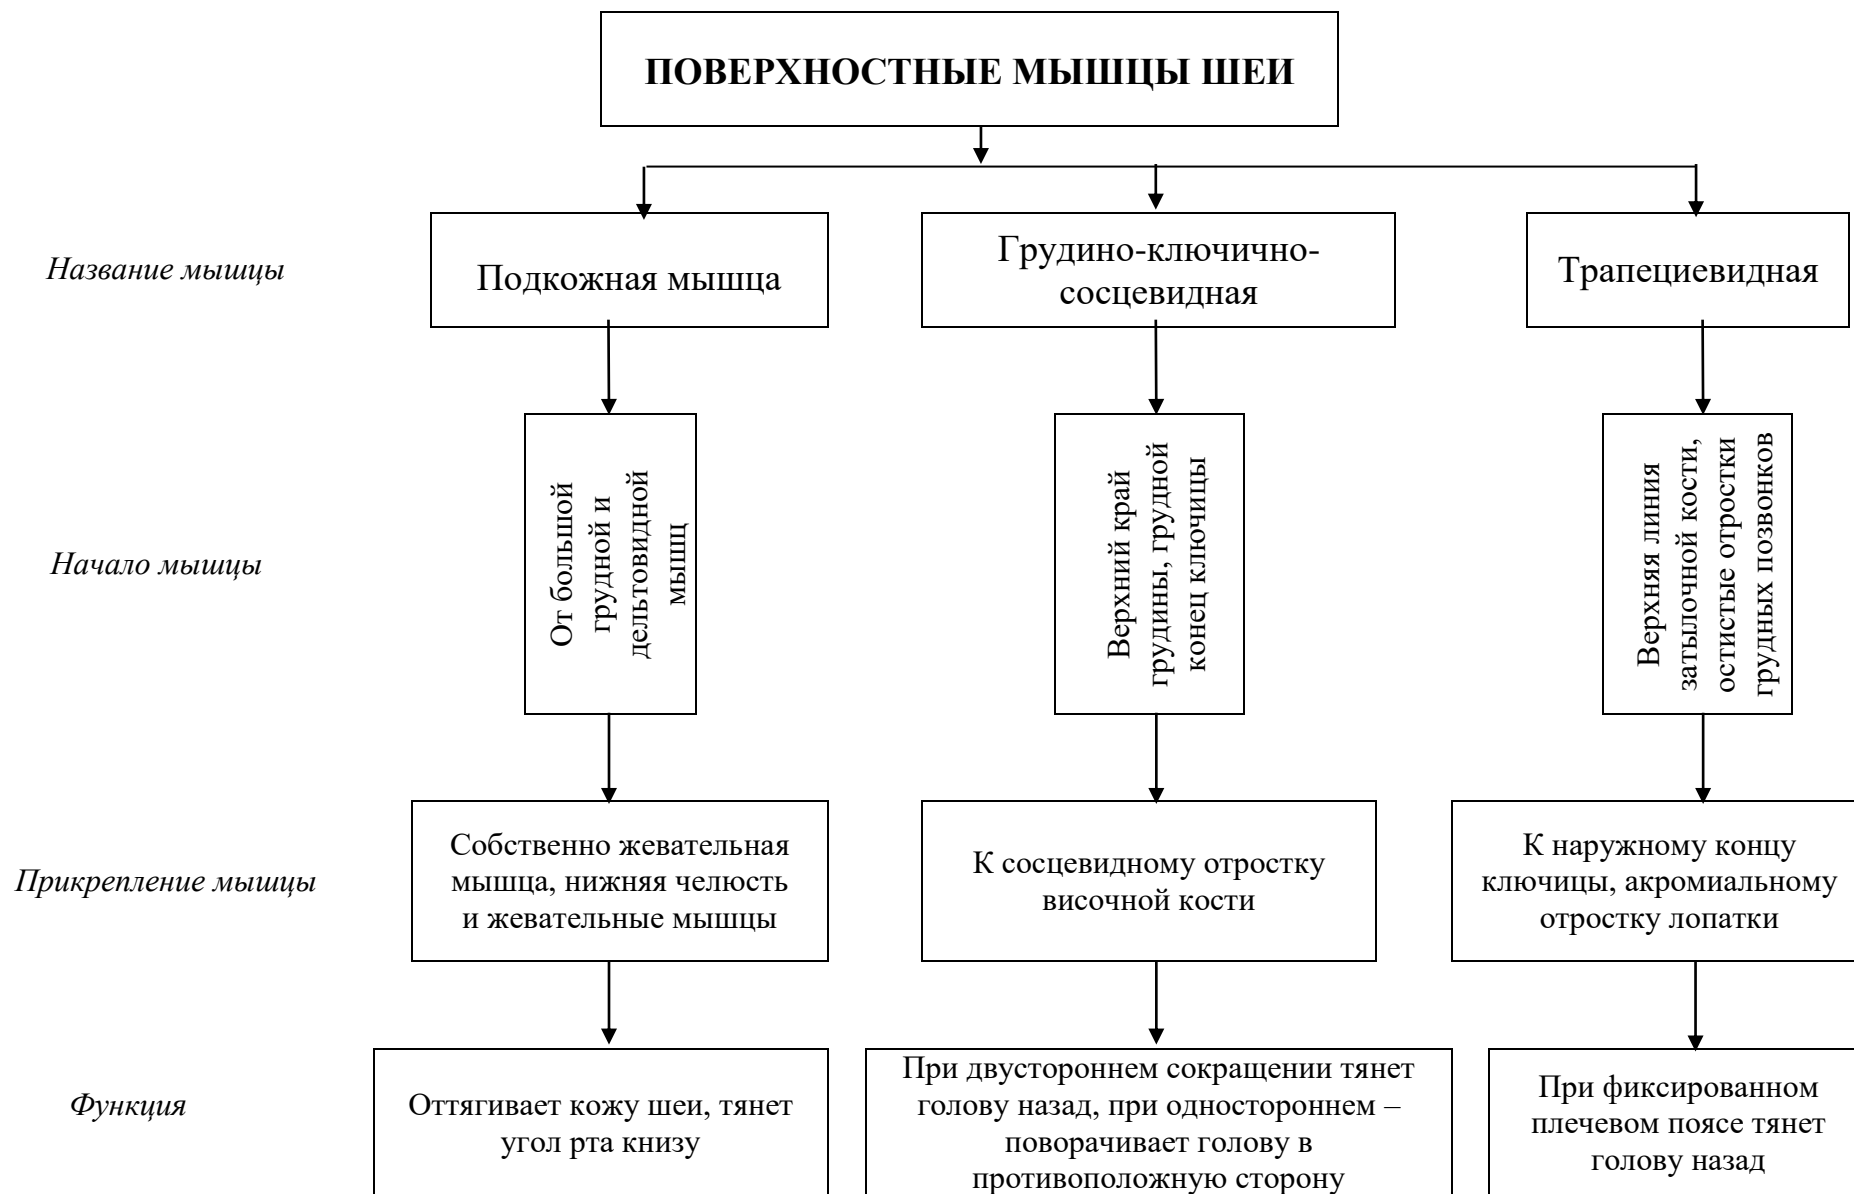 ПОВЕРХНОСТНЫЕ МЫШЦЫ ШЕИ
Название мышцы
Подкожная мышца
Грудино-ключично-
сосцевидная
Трапециевидная
Начало мышцы
От большой
грудной и
дельтовидной
мышц
Верхний край
грудины, грудной
конец ключицы
Верхняя линия
затылочной кости,
остистые отростки
грудных позвонков
Прикрепление мышцы
Собственно жевательная
мышца, нижняя челюсть
и жевательные мышцы
К сосцевидному отростку
височной кости
К наружному концу
ключицы, акромиальному
отростку лопатки
Функция
Оттягивает кожу шеи, тянет
угол рта книзу
При двустороннем сокращении тянет
голову назад, при одностороннем –
поворачивает голову в
противоположную сторону
При фиксированном
плечевом поясе тянет
голову назад